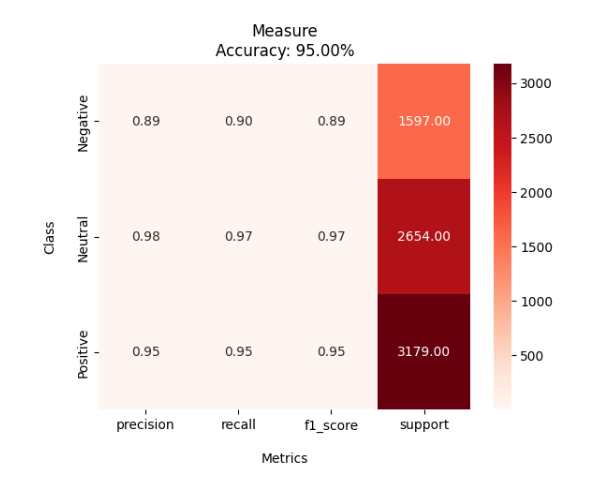 Measure
Accuracy: 95.00%
Class
Negative
0.89 0.90 0.89 1597.00
Neutral
0.98 0.97 0.97 2654.00
Positive
0.95 0.95 0.95 3179.00
precision recall f1_score support
Metrics
3000
2500
2000
1500
1000
500